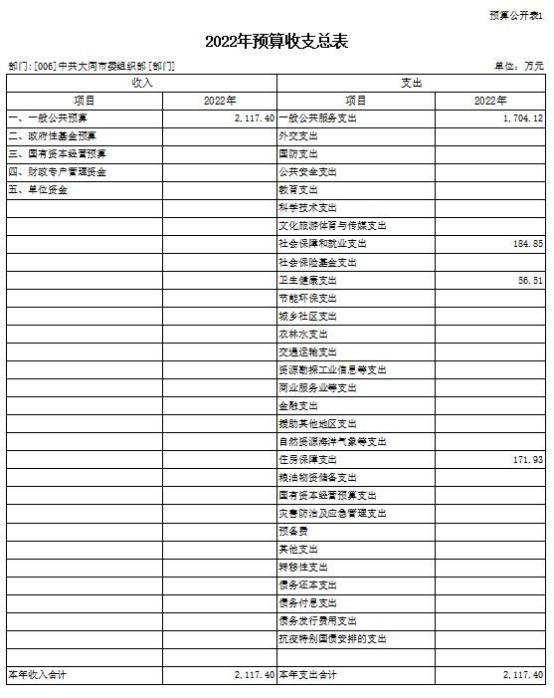 预算公开表1
2022年预算收支总表
部门:[006]中共大同市委组织部[部门] 单位：万元
收入 支出
项目 2022年 项目 2022年
一、一般公共预算 2,117.40 一般公共服务支出 1,704.12
二、政府性基金预算 外交支出
三、国有资本经营预算 国防支出
四、财政专户管理资金 公共安全支出
五、单位资金 教育支出
科学技术支出
文化旅游体育与传媒支出
社会保障和就业支出 184.85
社会保险基金支出
卫生健康支出 56.51
节能环保支出
城乡社区支出
农林水支出
交通运输支出
资源勘探工业信息等支出
商业服务业等支出
金融支出
援助其他地区支出
自然资源海洋气象等支出
住房保障支出 171.93
粮油物资储备支出
国有资本经营预算支出
灾害防治及应急管理支出
预备费
其他支出
转移性支出
债务还本支出
债务付息支出
债务发行费用支出
抗疫特别国债安排的支出
本年收入合计 2,117.40 本年支出合计 2,117.40